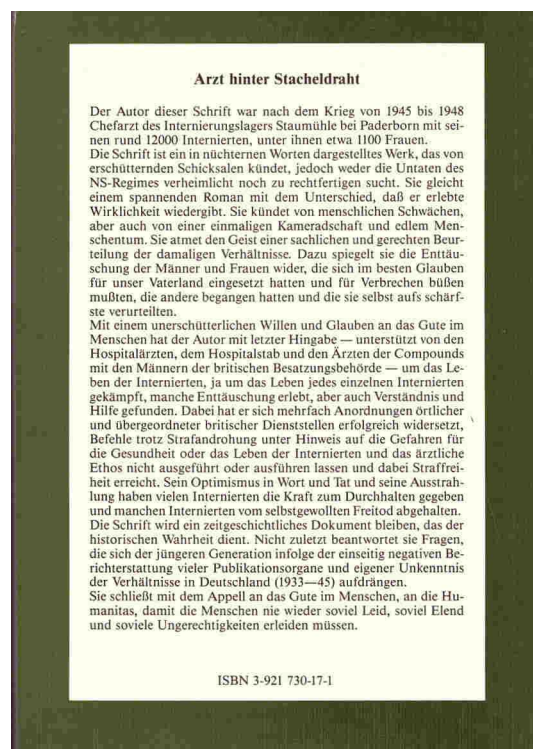 Arzt hinter Stacheldraht
Der Autor dieser Schrift war nach dem Krieg von 1945 bis 1948
Chefarzt des Internierungslagers Staumühle bei Paderborn mit sei-
nen rund 12000 Internierten, unter ihnen etwa 1100 Frauen.
Die Schrift ist ein in nüchternen Worten dargestelltes Werk, das von
erschütternden Schicksalen kündet, jedoch weder die Untaten des
NS-Regimes verheimlicht noch zu rechtfertigen sucht. Sie gleicht
einem spannenden Roman mit dem Unterschied, daß er erlebte
Wirklichkeit wiedergibt. Sie kündet von menschlichen Schwächen,
aber auch von einer einmaligen Kameradschaft und edlem Men-
schentum. Sie atmet den Geist einer sachlichen und gerechten Beur-
teilung der damaligen Verhältnisse. Dazu spiegelt sie die Enttäu-
schung der Männer und Frauen wider, die sich im besten Glauben
für unser Vaterland eingesetzt hatten und für Verbrechen büßen
mußten, die andere begangen hatten und die sie selbst aufs schärf-
ste verurteilten.
Mit einem unerschütterlichen Willen und Glauben an das Gute im
Menschen hat der Autor mit letzter Hingabe — unterstützt von den
Hospitalärzten, dem Hospitalstab und den Ärzten der Compounds
mit den Männern der britischen Besatzungsbehörde — um das Le-
ben der Internierten, ja um das Leben jedes einzelnen Internierten
gekämpft, manche Enttäuschung erlebt, aber auch Verständnis und
Hilfe gefunden. Dabei hat er sich mehrfach Anordnungen örtlicher
und übergeordneter britischer Dienststellen erfolgreich widersetzt,
Befehle trotz Strafandrohung unter Hinweis auf die Gefahren für
die Gesundheit oder das Leben der Internierten und das ärztliche
Ethos nicht ausgeführt oder ausführen lassen und dabei Straffrei-
heit erreicht. Sein Optimismus in Wort und Tat und seine Ausstrah-
lung haben vielen Internierten die Kraft zum Durchhalten gegeben
und manchen Internierten vom selbstgewollten Freitod abgehalten.
Die Schrift wird ein zeitgeschichtliches Dokument bleiben, das der
historischen Wahrheit dient. Nicht zuletzt beantwortet sie Fragen,
die sich der jüngeren Generation infolge der einseitig negativen Be-
richterstattung vieler Publikationsorgane und eigener Unkenntnis
der Verhältnisse in Deutschland (1933—45) aufdrängen.
Sie schließt mit dem Appell an das Gute im Menschen, an die Hu-
manitas, damit die Menschen nie wieder soviel Leid, soviel Elend
und soviele Ungerechtigkeiten erleiden müssen.
ISBN 3-921 730-17-1